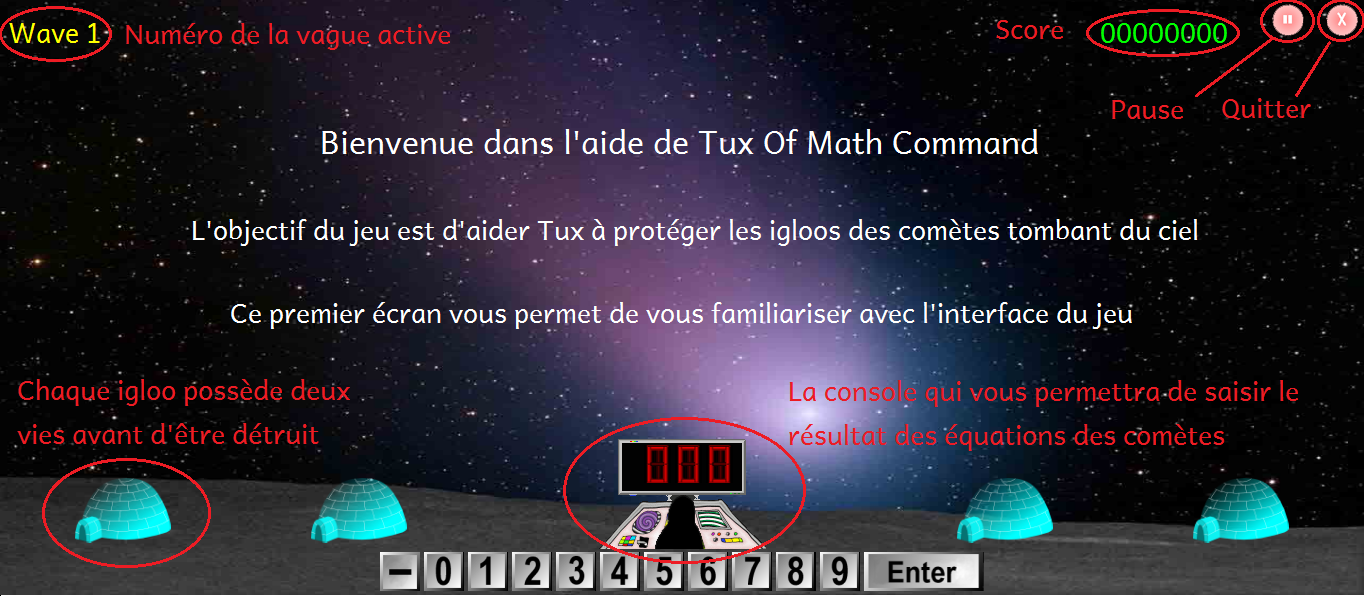 Wave 1 Numéro de la vague active Score 00000000 X
Pause Quitter
Bienvenue dans l'aide de Tux Of Math Command
L'objectif du jeu est d'aider Tux à protéger les igloos des comètes tombant du ciel
Ce premier écran vous permet de vous familiariser avec l'interface du jeu
Chaque igloo possède deux
vies avant d'être détruit
La console qui vous permettra de saisir le
résultat des équations des comètes
000
- 0 1 2 3 4 5 6 7 8 9 Enter